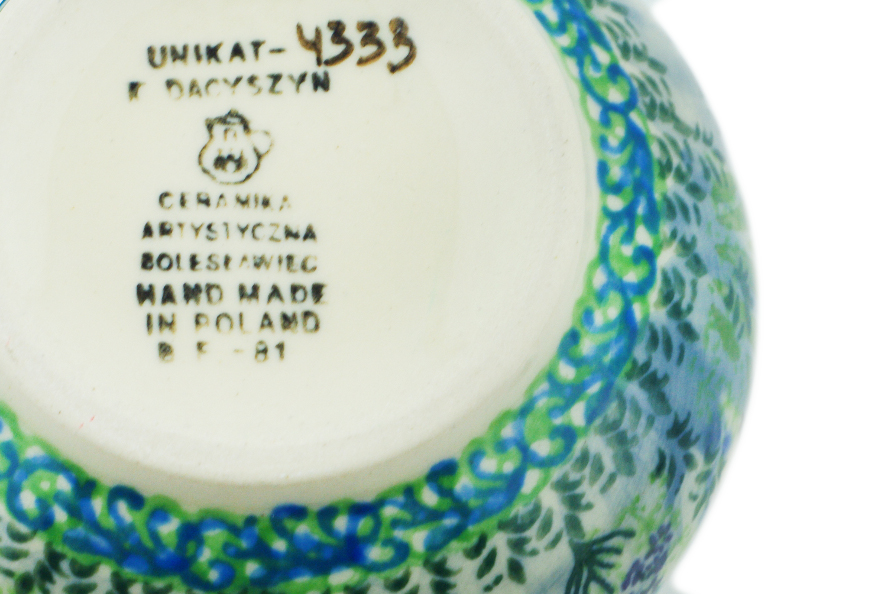 UNIKAT- 4333
K DACYSZYN
CERAMIKA
ARTYSTYCZNA
BOLESŁAWIEC
HAND MADE
IN POLAND
B F -81